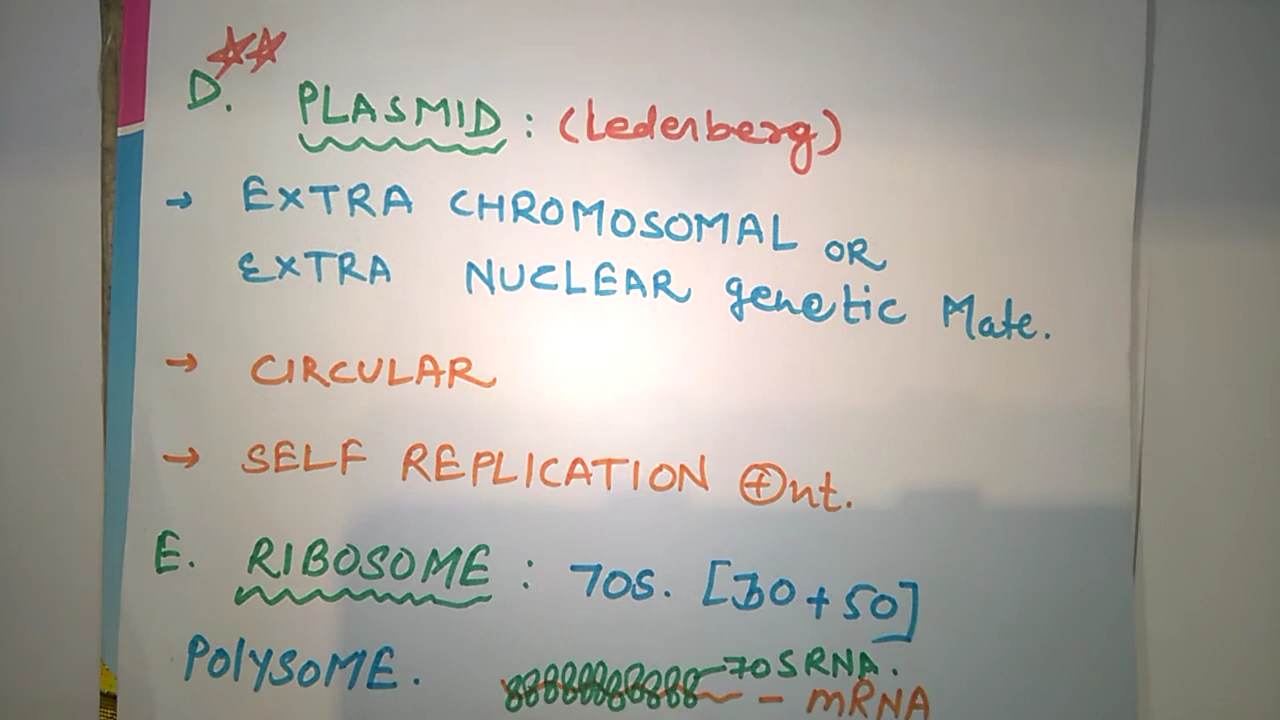 D. PLASMID : (Lederberg)
→ EXTRA CHROMOSOMAL OR
EXTRA NUCLEAR genetic Mate.
→ CIRCULAR
→ SELF REPLICATION ⊕nt.
E. RIBOSOME : 70S. [30+50]
POLYSOME. 70SRNA.
- mRNA